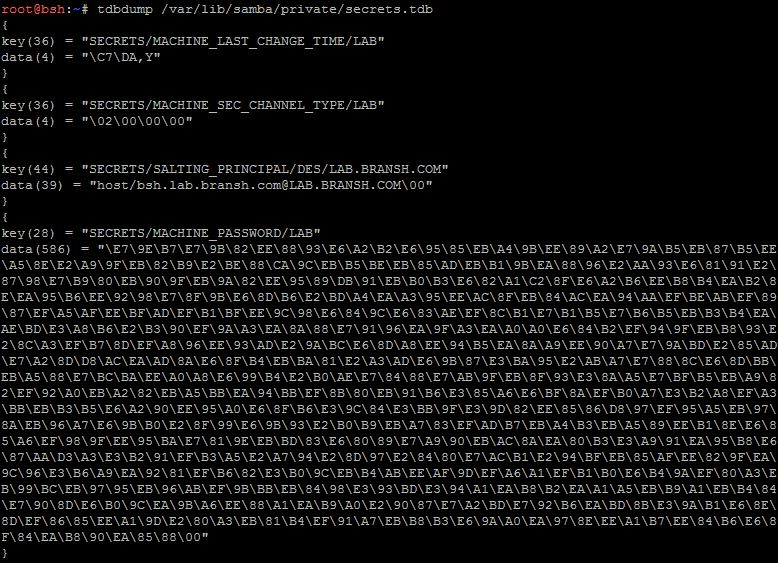 root@bsh:~# tdbdump /var/lib/samba/private/secrets.tdb
{
key(36) = "SECRETS/MACHINE_LAST_CHANGE_TIME/LAB"
data(4) = "\C7\DA,Y"
}
{
key(36) = "SECRETS/MACHINE_SEC_CHANNEL_TYPE/LAB"
data(4) = "\02\00\00\00"
}
{
key(44) = "SECRETS/SALTING_PRINCIPAL/DES/LAB.BRANSH.COM"
data(39) = "host/bsh.lab.bransh.com@LAB.BRANSH.COM\00"
}
{
key(28) = "SECRETS/MACHINE_PASSWORD/LAB"
data(586) = "\E7\9E\B7\E7\9B\82\EE\88\93\E6\A2\B2\E6\95\85\EB\A4\9B\EE\89\A2\E7\9A\B5\EB\87\B5\EE
\A5\8E\E2\A9\9F\EB\82\B9\E2\BE\88\CA\9C\EB\B5\BE\EB\85\AD\EB\B1\9B\EA\88\96\E2\AA\93\E6\81\91\E2\
87\98\E7\B9\80\EB\90\9F\EB\9A\82\EE\95\89\DB\91\EB\B0\B3\E6\82\A1\C2\8F\E6\A2\B6\EE\B8\B4\EA\B2\8
E\EA\95\B6\EE\92\98\E7\8F\9B\E6\8D\B6\E2\BD\A4\EA\A3\95\EE\AC\8F\EB\84\AC\EA\94\AA\EF\BE\AB\EF\89
\87\EF\A5\AF\EE\BF\AD\EF\B1\BF\EE\9C\98\E6\84\9C\E6\83\AE\EF\8C\B1\E7\B1\B5\E7\B6\B5\EB\B3\B4\EA\
AE\BD\E3\A8\B6\E2\B3\90\EF\9A\A3\EA\8A\88\E7\91\96\EA\9F\A3\EA\A0\A0\E6\84\B2\EF\94\9F\EB\B8\93\E
2\8C\A3\EF\B7\8D\EF\A8\96\EE\93\AD\E2\9A\BC\E6\8D\A8\EE\94\B5\EA\8A\A9\EE\90\A7\E7\9A\BD\E2\85\AD
\E7\A2\8D\D8\AC\EA\AD\8A\E6\8F\B4\EB\BA\81\E2\A3\AD\E6\9B\87\E3\BA\95\E2\AB\A7\E7\88\8C\E6\8D\BB\
EB\A5\88\E7\BC\BA\EE\A0\A8\E6\99\B4\E2\B0\AE\E7\84\88\E7\AB\9F\EB\8F\93\E3\8A\A5\E7\BF\B5\EB\A9\8
2\EF\92\A0\EB\A2\82\EB\A5\BB\EA\94\BB\EF\8B\80\EB\91\B6\E3\85\A6\E6\BF\8A\EF\B0\A7\E3\B2\A8\EF\A3
\BB\EB\B3\B5\E6\A2\90\EE\95\A0\E6\8F\B6\E3\9C\84\E3\BB\9F\E3\9D\82\EE\85\86\D8\97\EF\95\A5\EB\97\
8A\EB\96\A7\E6\9B\B0\E2\8F\99\E6\9B\93\E2\B0\B9\EB\A7\83\EF\AD\B7\EB\A4\B3\EB\A5\89\EE\B1\8E\E6\8
5\A6\EF\98\9F\EE\95\BA\E7\81\9E\EB\BD\83\E6\80\89\E7\A9\90\EB\AC\8A\EA\80\B3\E3\A9\91\EA\95\B8\E6
\87\AA\D3\A3\E3\B2\91\EF\B3\A5\E2\A7\94\E2\8D\97\E2\84\80\E7\AC\B1\E2\94\BF\EB\85\AF\EE\82\9F\EA\
9C\96\E3\B6\A9\EA\92\81\EF\B6\82\E3\B0\9C\EB\B4\AB\EE\AF\9D\EF\A6\A1\EF\B1\B0\E6\B4\9A\EF\80\A3\E
B\99\BC\EB\97\95\EB\96\AB\EF\9B\BB\EB\84\98\E3\93\BD\E3\94\A1\EA\B8\B2\EA\A1\A5\EB\B9\A1\EB\B4\84
\E7\90\8D\E6\B0\9C\EA\9B\A6\EE\88\A1\EA\B9\A0\E2\90\87\E7\A2\BD\E7\92\B6\EA\BD\8B\E3\9A\B1\E6\8E\
8D\EF\86\85\EE\A1\9D\E2\80\A3\EB\81\B4\EF\91\A7\EB\B8\B3\E6\9A\A0\EA\97\8E\EE\A1\B7\EE\84\B6\E6\8
F\84\EA\B8\90\EA\85\88\00"
}